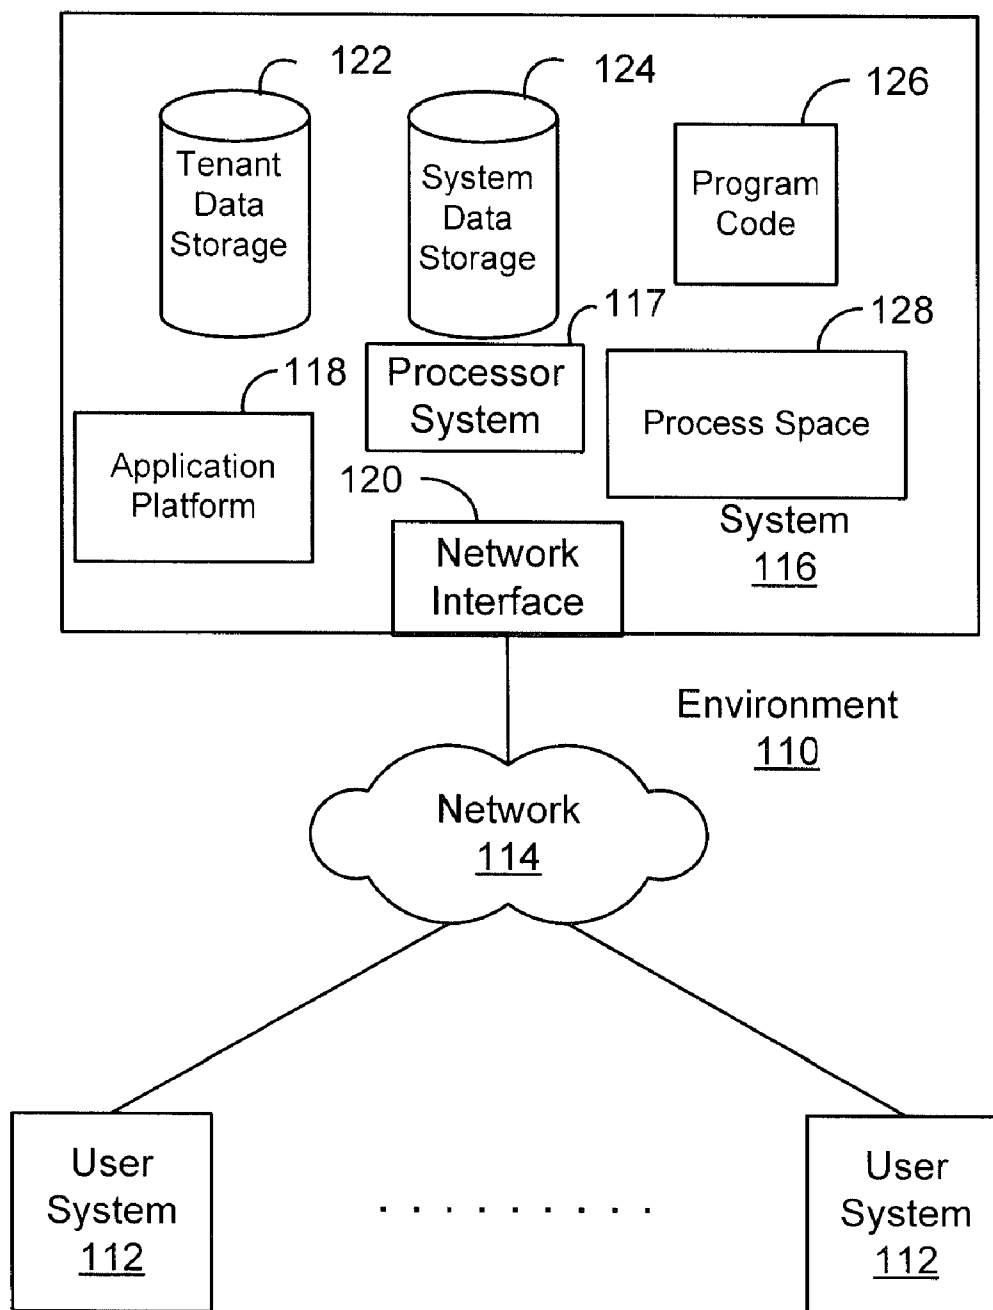 122
124
126
Tenant
Data
Storage
System
Data
Storage
Program
Code
117
128
118
Processor
System
Process Space
Application
Platform
120
System
116
Network
Interface
Environment
110
Network
114
User
System
112
. . . . . . . . .
User
System
112